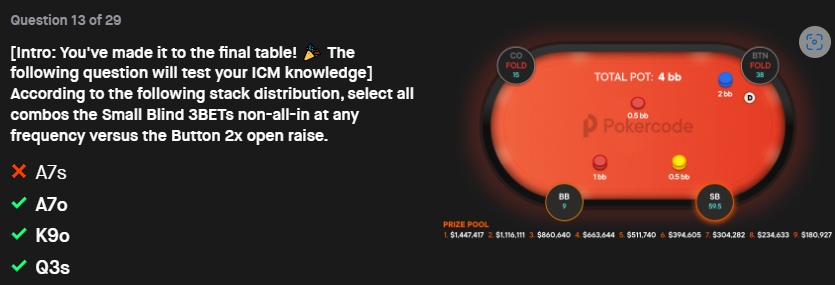 Question 13 of 29
[Intro: You've made it to the final table! 🎉 The
following question will test your ICM knowledge]
According to the following stack distribution, select all
combos the Small Blind 3BETs non-all-in at any
frequency versus the Button 2x open raise.
A7s
A7o
K9o
Q3s
CO
FOLD
15
BTN
FOLD
38
TOTAL POT: 4 bb
2 bb
D
0.5 bb
Pokercode
1 bb
0.5 bb
BB
9
SB
59.5
PRIZE POOL
1. $1,447,417 2. $1,116,111 3. $860,640 4. $663,644 5. $511,740 6. $394,605 7. $304,282 8. $234,633 9. $180,927